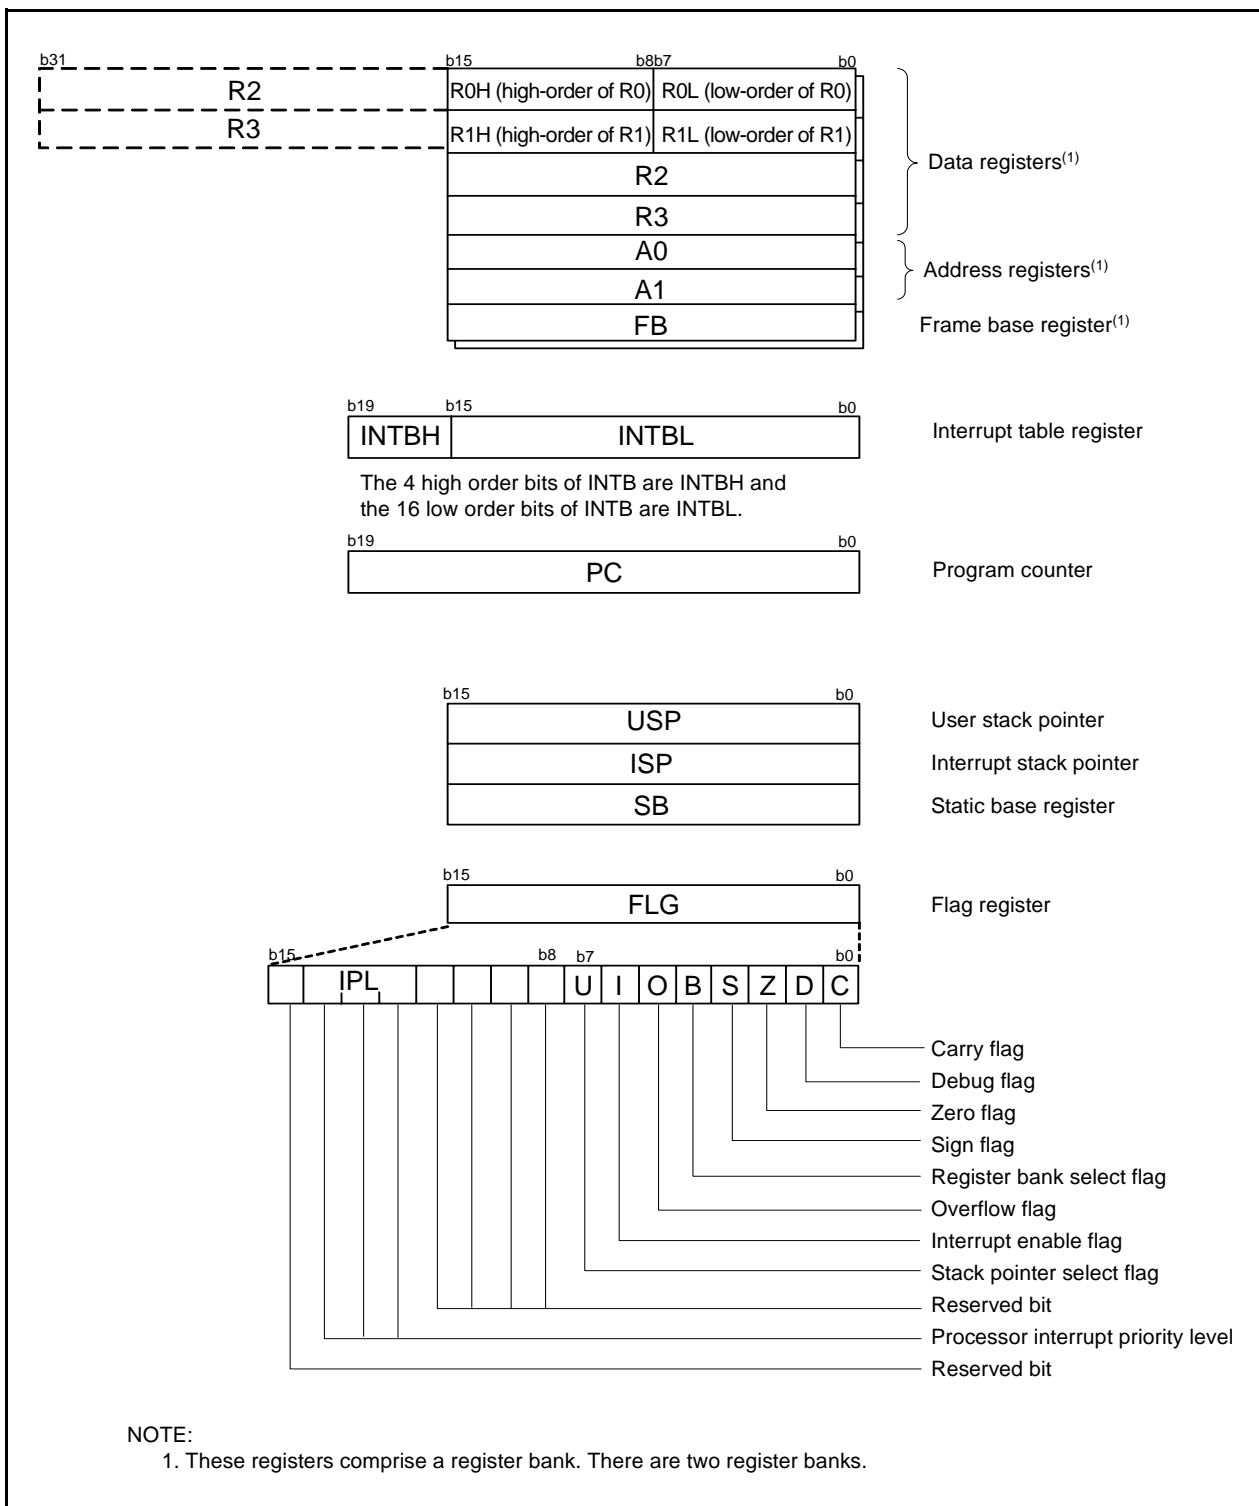 b31 b15 b8b7 b0
R2 R0H (high-order of R0) R0L (low-order of R0)
R3 R1H (high-order of R1) R1L (low-order of R1)
Data registers(1)
R2
R3
A0
Address registers(1)
A1
FB Frame base register(1)
b19 b15 b0
INTBH INTBL Interrupt table register
The 4 high order bits of INTB are INTBH and
the 16 low order bits of INTB are INTBL.
b19 b0
PC Program counter
b15 b0
USP User stack pointer
ISP Interrupt stack pointer
SB Static base register
b15 b0
FLG Flag register
b15 b8 b7 b0
IPL U I O B S Z D C
Carry flag
Debug flag
Zero flag
Sign flag
Register bank select flag
Overflow flag
Interrupt enable flag
Stack pointer select flag
Reserved bit
Processor interrupt priority level
Reserved bit
NOTE:
1. These registers comprise a register bank. There are two register banks.